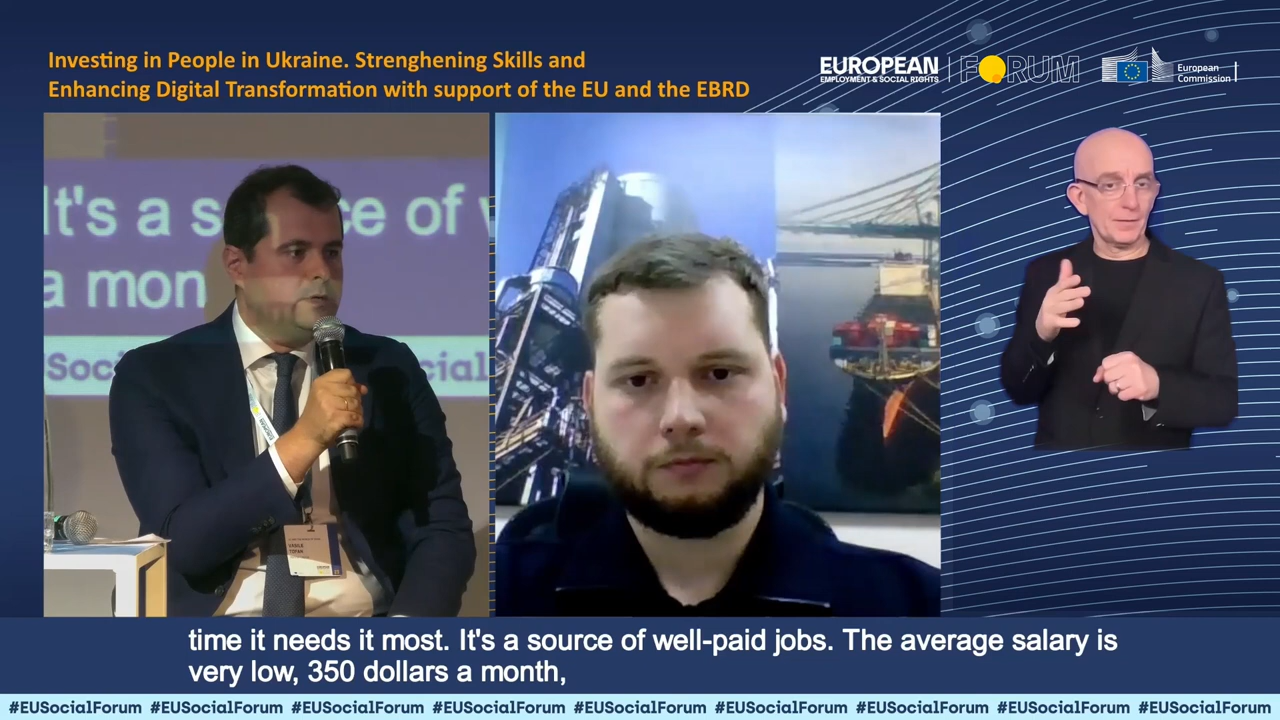 Investing in People in Ukraine. Strenghening Skills and
Enhancing Digital Transformation with support of the EU and the EBRD
EUROPEAN
EMPLOYMENT & SOCIAL RIGHTS
FORUM
European
Commission
It's a s ce of
a mon
Soc cial
VASILE
TOFAN
time it needs it most. It's a source of well-paid jobs. The average salary is
very low, 350 dollars a month,
#EUSocialForum #EUSocialForum #EUSocialForum #EUSocialForum #EUSocialForum #EUSocialForum #EUSocialForum #EUSocialForum #EUSocialForum